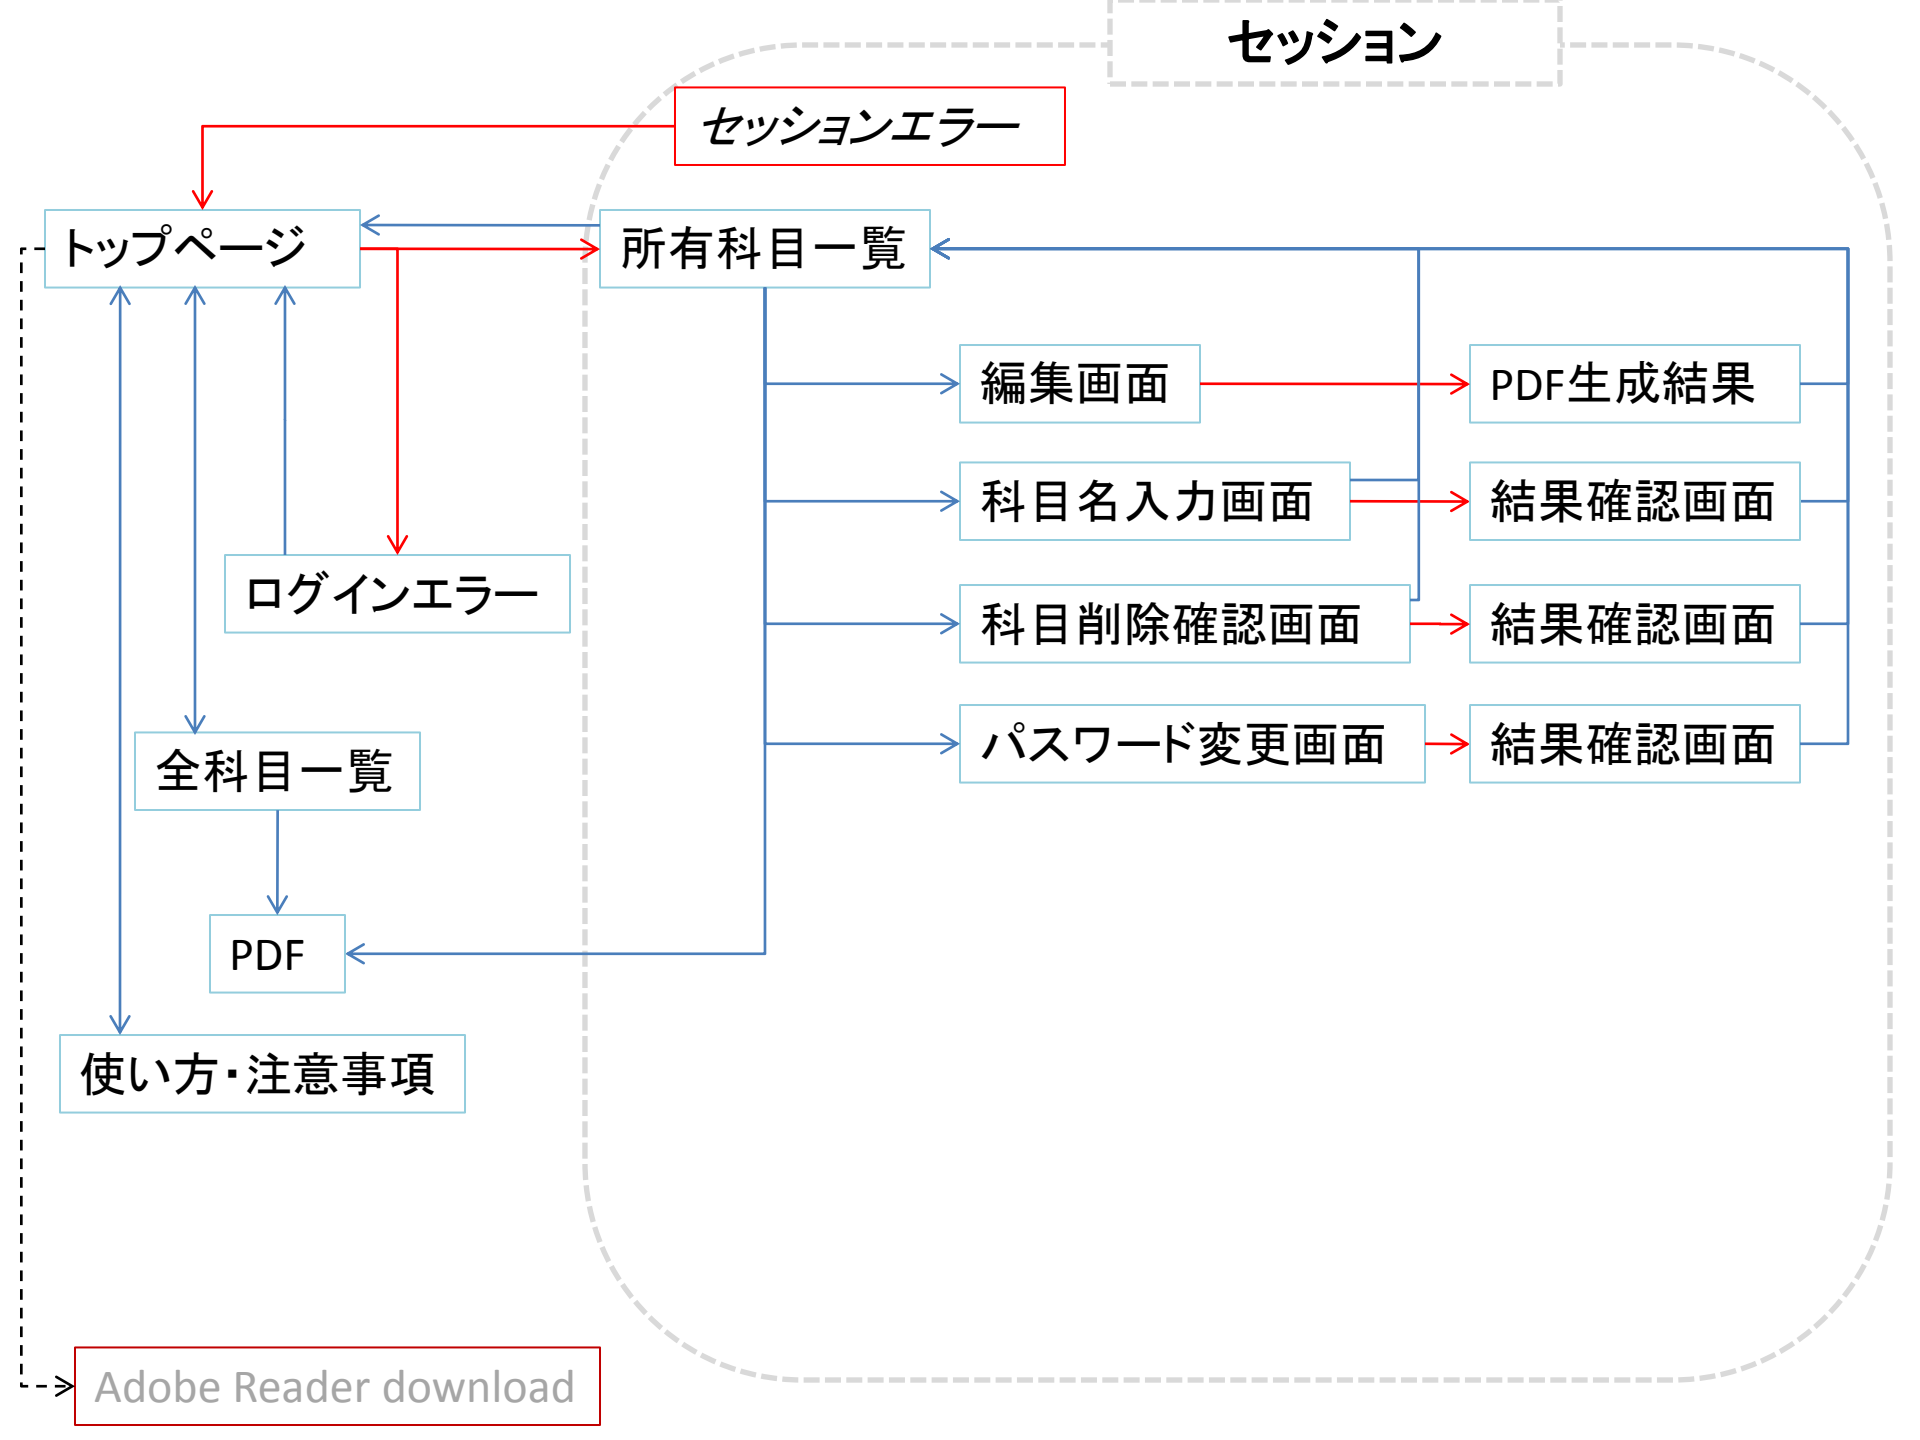 セッション
セッションエラー
トップページ
所有科目一覧
編集画面
PDF生成結果
科目名入力画面
結果確認画面
ログインエラー
科目削除確認画面
結果確認画面
パスワード変更画面
結果確認画面
全科目一覧
PDF
使い方・注意事項
Adobe Reader download